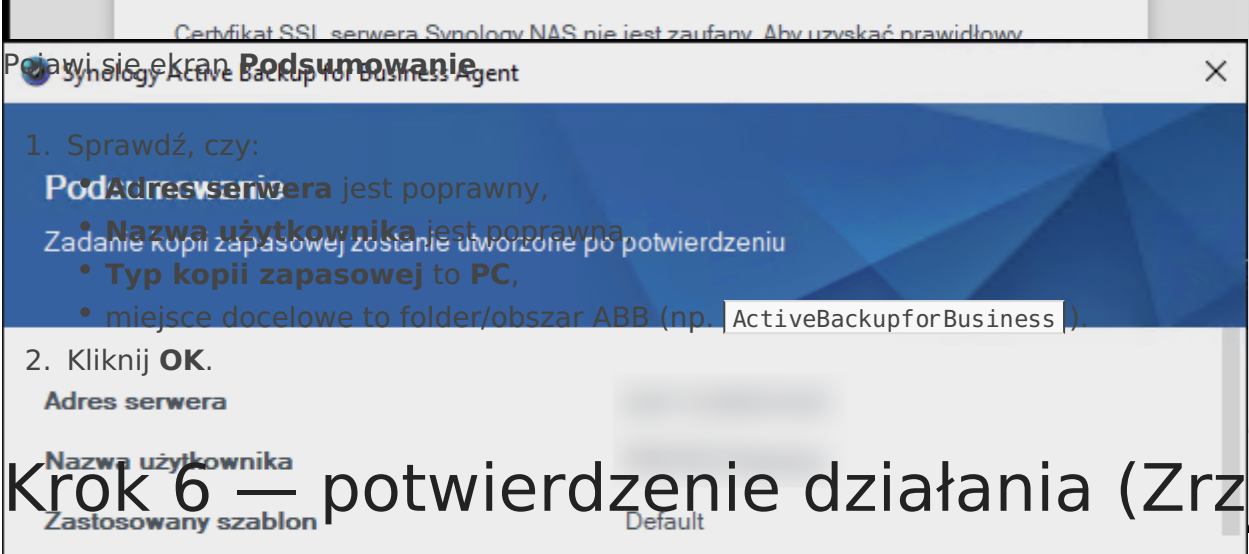 Certyfikat SSL serwera Synology NAS nie jest zaufany. Aby uzyskać prawidłowy
Pojawi się ekran Podsumowanie.
Synology Active Backup for Business Agent
1. Sprawdź, czy:
Podsumowanie
• Adres serwera jest poprawny,
• Nazwa użytkownika jest poprawna,
Zadanie kopii zapasowej zostanie utworzone po potwierdzeniu
• Typ kopii zapasowej to PC,
• miejsce docelowe to folder/obszar ABB (np. ActiveBackupforBusiness).
2. Kliknij OK.
Adres serwera
Nazwa użytkownika
Krok 6 — potwierdzenie działania (Zrz
Zastosowany szablon Default